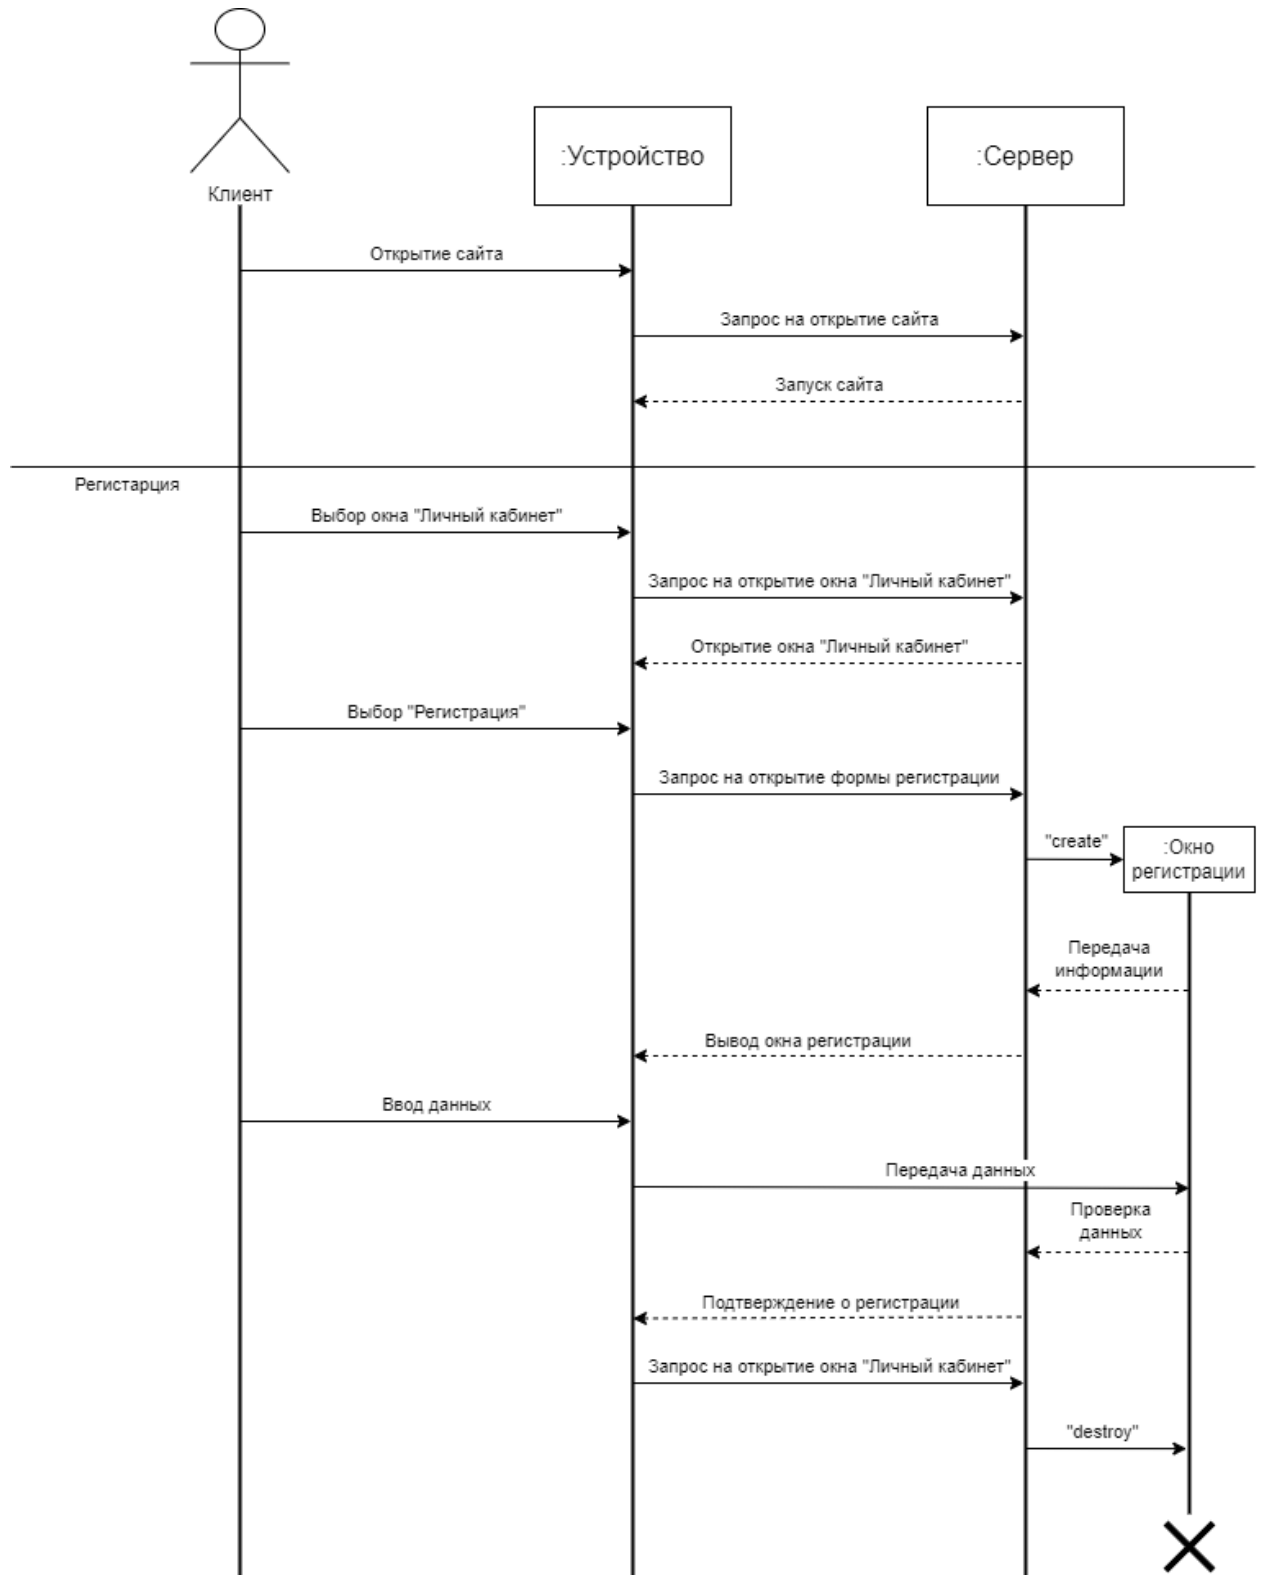 Клиент
:Устройство
:Сервер
Открытие сайта
Запрос на открытие сайта
Запуск сайта
Регистарция
Выбор окна "Личный кабинет"
Запрос на открытие окна "Личный кабинет"
Открытие окна "Личный кабинет"
Выбор "Регистрация"
Запрос на открытие формы регистрации
"create"
:Окно
регистрации
Передача
информации
Вывод окна регистрации
Ввод данных
Передача данных
Проверка
данных
Подтверждение о регистрации
Запрос на открытие окна "Личный кабинет"
"destroy"